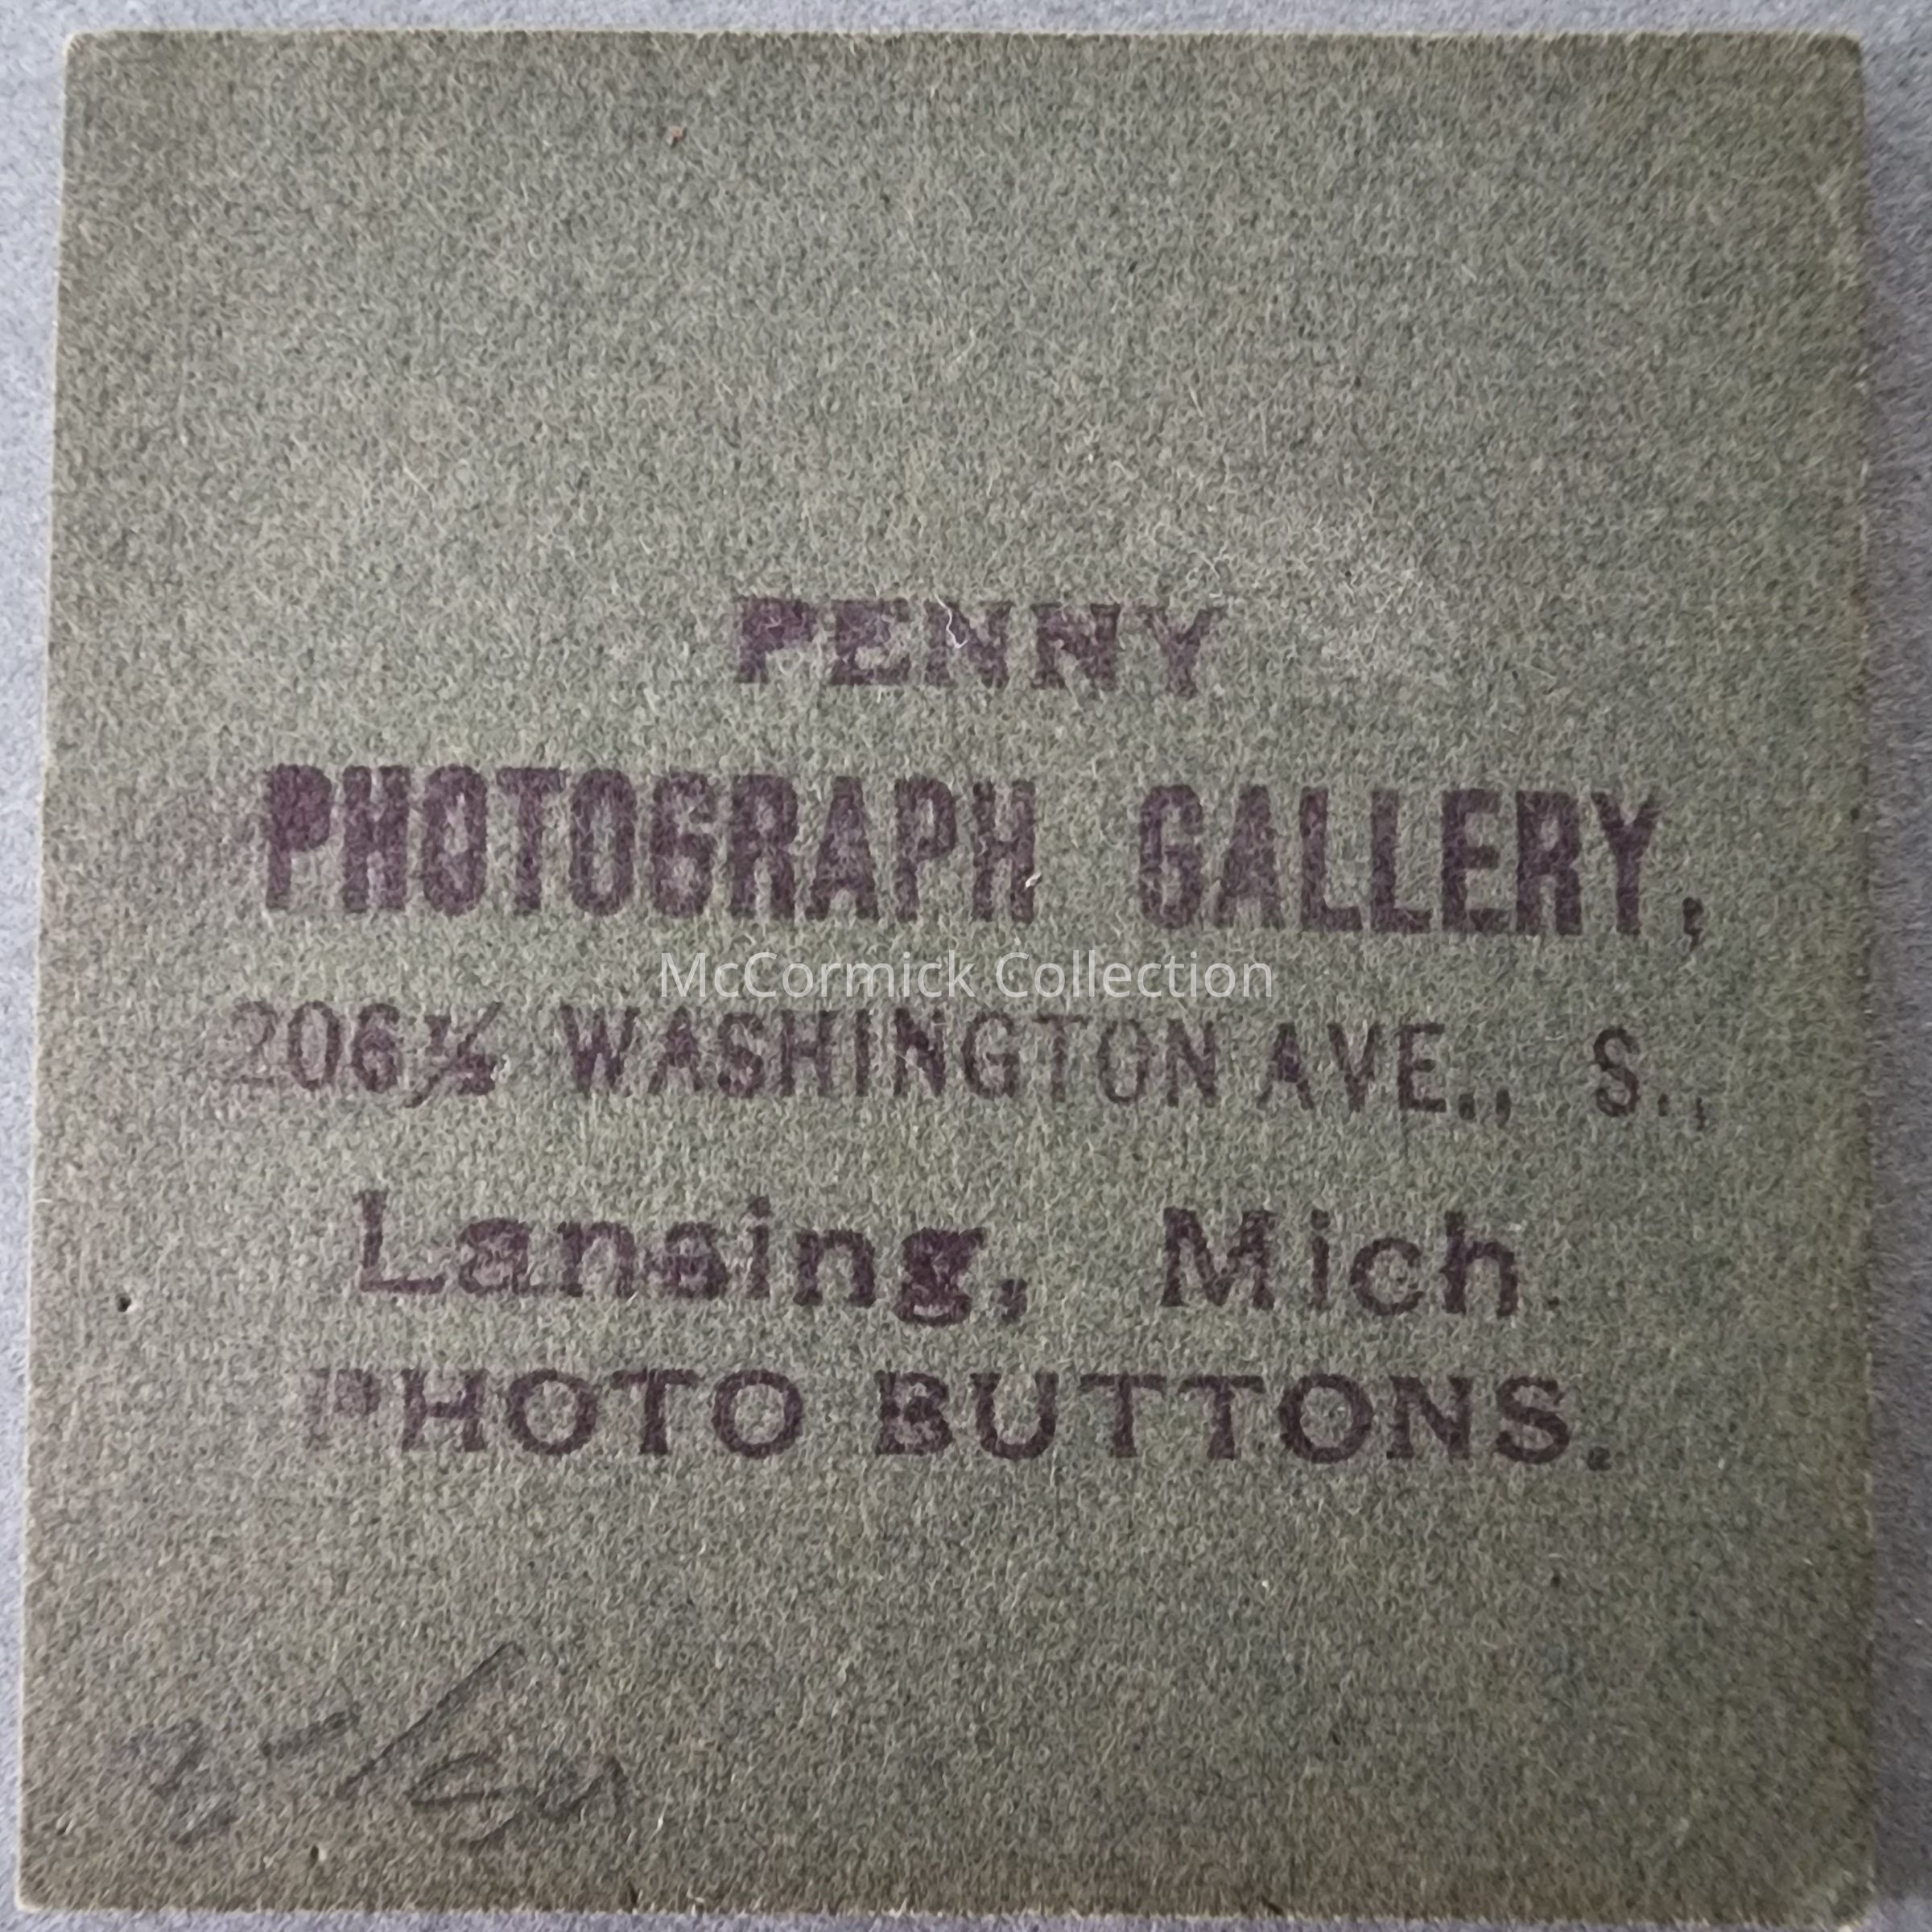 PENNY
PHOTOGRAPH GALLERY,
McCormick Collection
206½ WASHINGTON AVE., S.,
Lansing, Mich.
PHOTO BUTTONS.